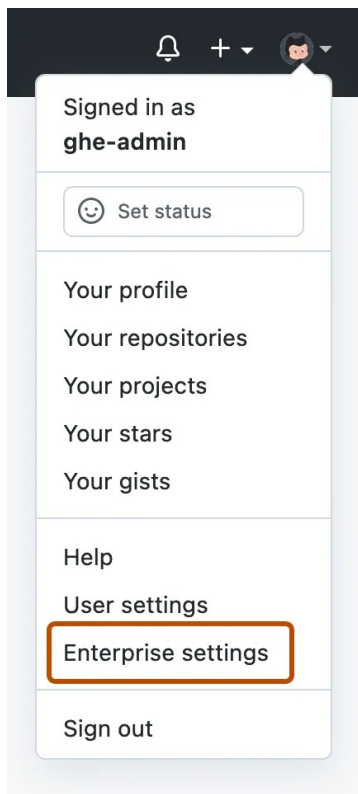 Signed in as
ghe-admin
Set status
Your profile
Your repositories
Your projects
Your stars
Your gists
Help
User settings
Enterprise settings
Sign out